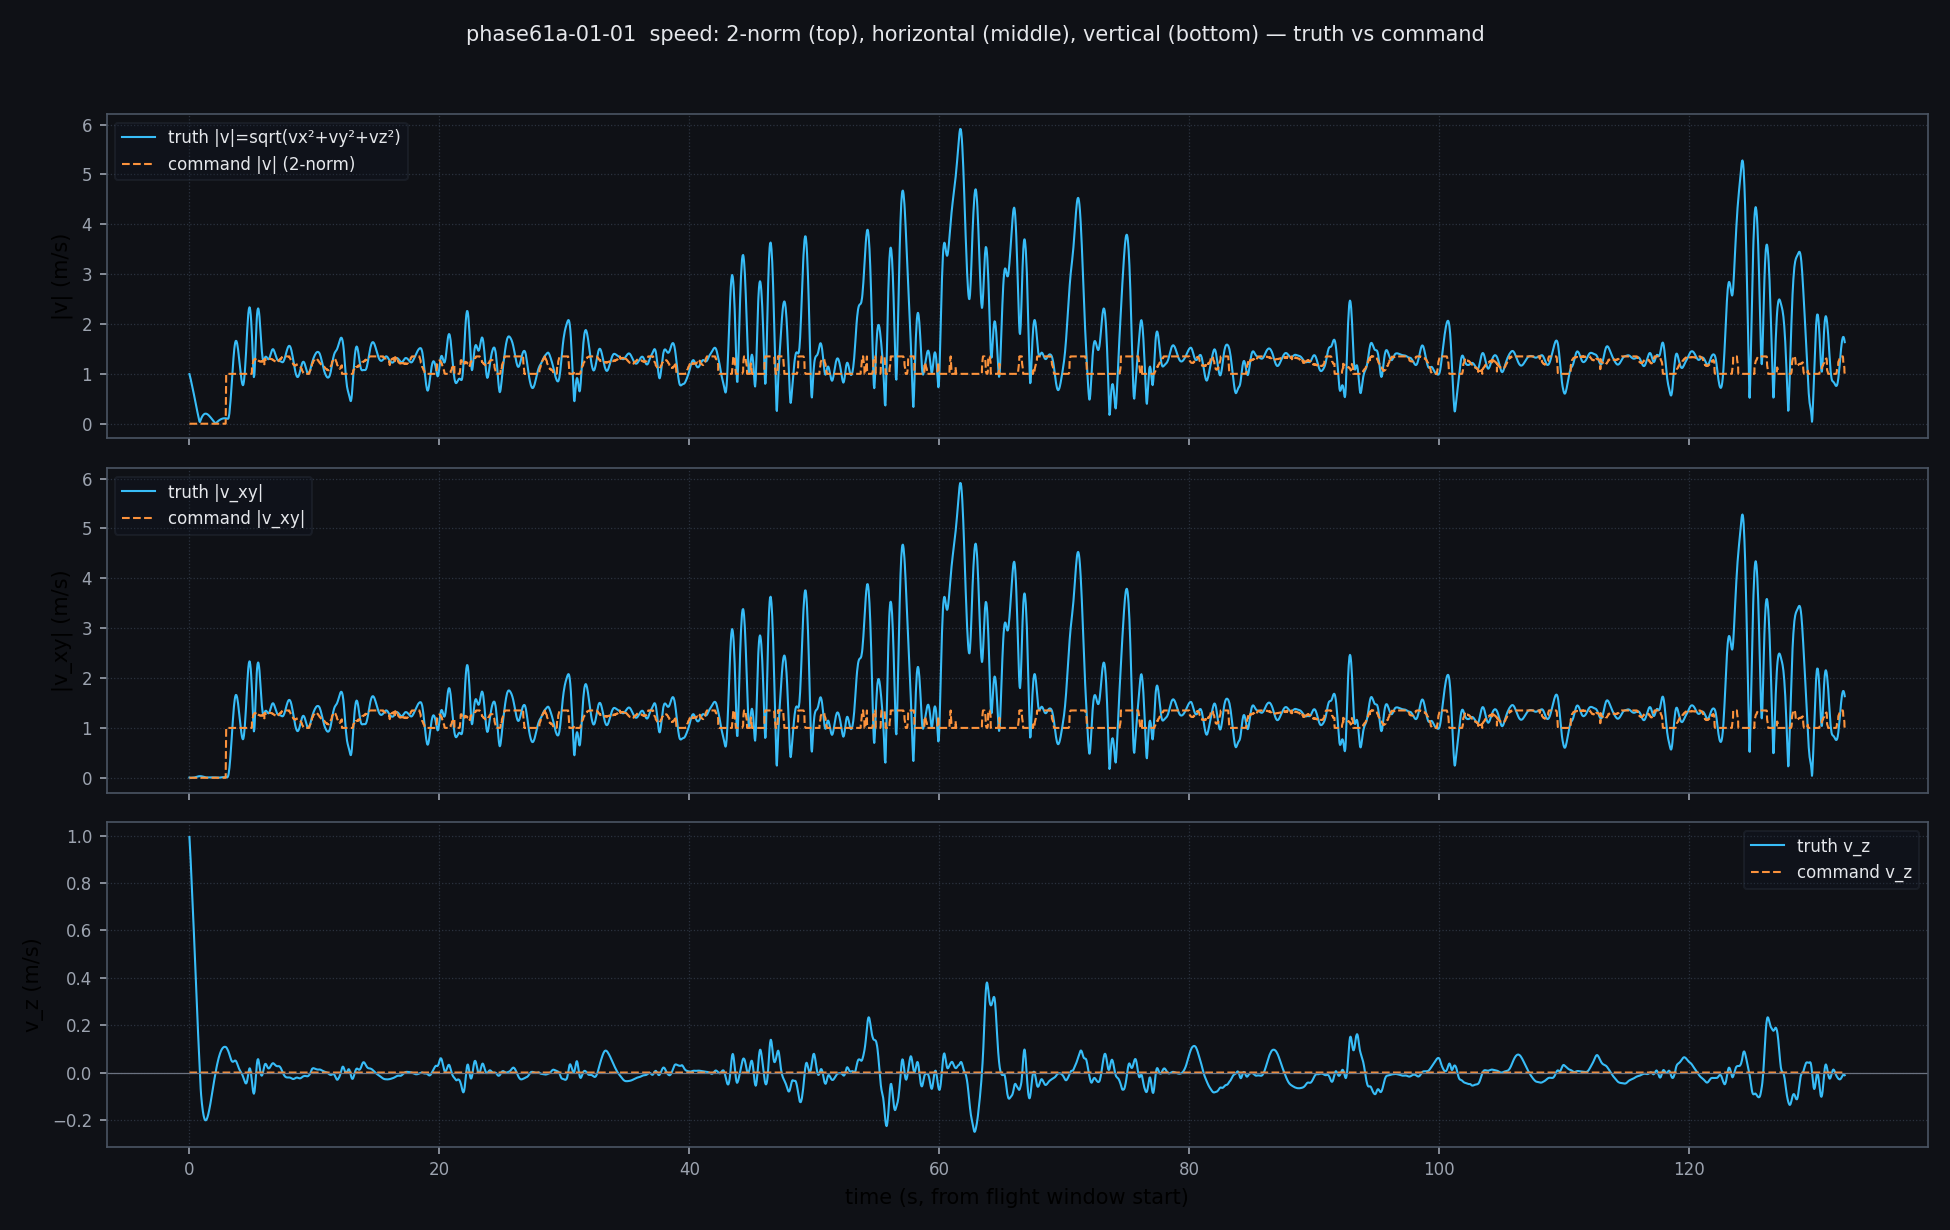 phase61a-01-01  speed: 2-norm (top), horizontal (middle), vertical (bottom) — truth vs command
|v| (m/s)
6
5
4
3
2
1
0
truth |v|=sqrt(vx²+vy²+vz²)
command |v| (2-norm)
|v_xy| (m/s)
6
5
4
3
2
1
0
truth |v_xy|
command |v_xy|
v_z (m/s)
1.0
0.8
0.6
0.4
0.2
0.0
−0.2
truth v_z
command v_z
0 20 40 60 80 100 120
time (s, from flight window start)